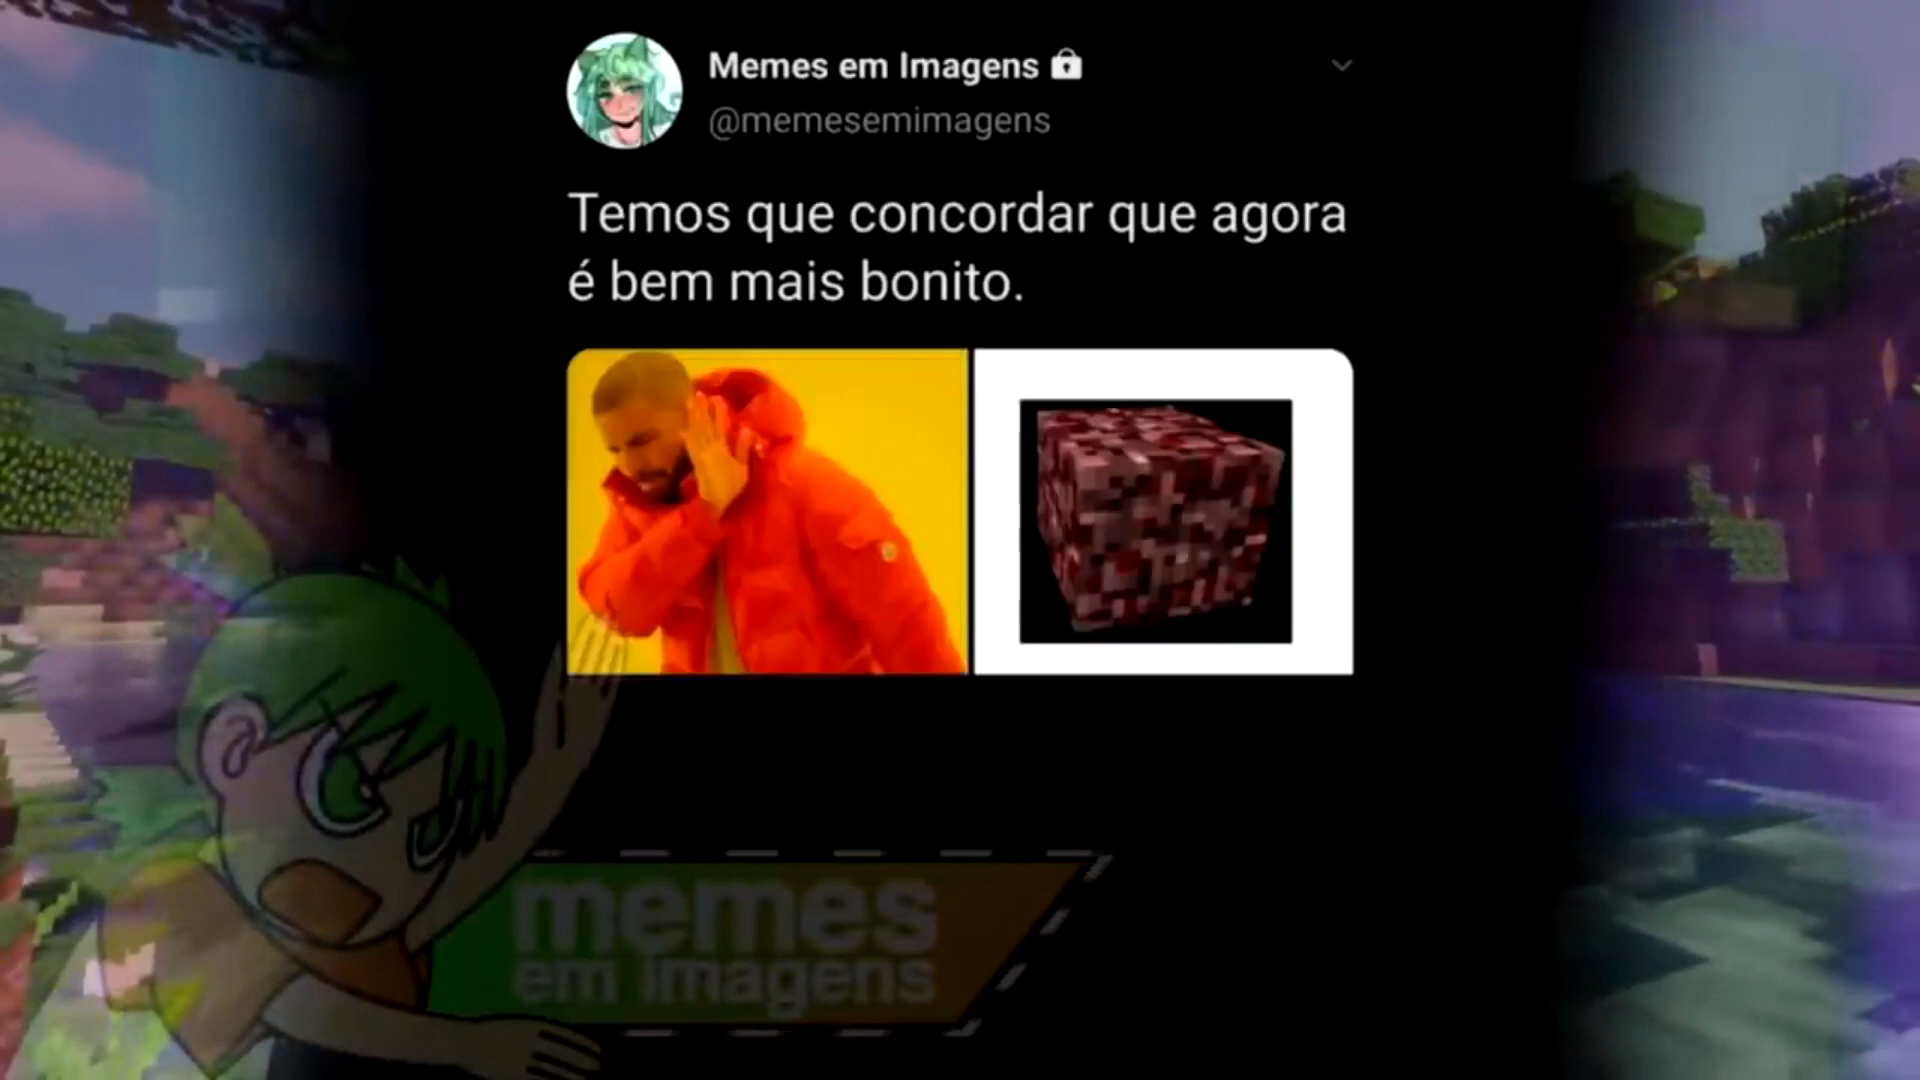 Memes em Imagens
@memesemimagens
Temos que concordar que agora
é bem mais bonito.
memes
em imagens